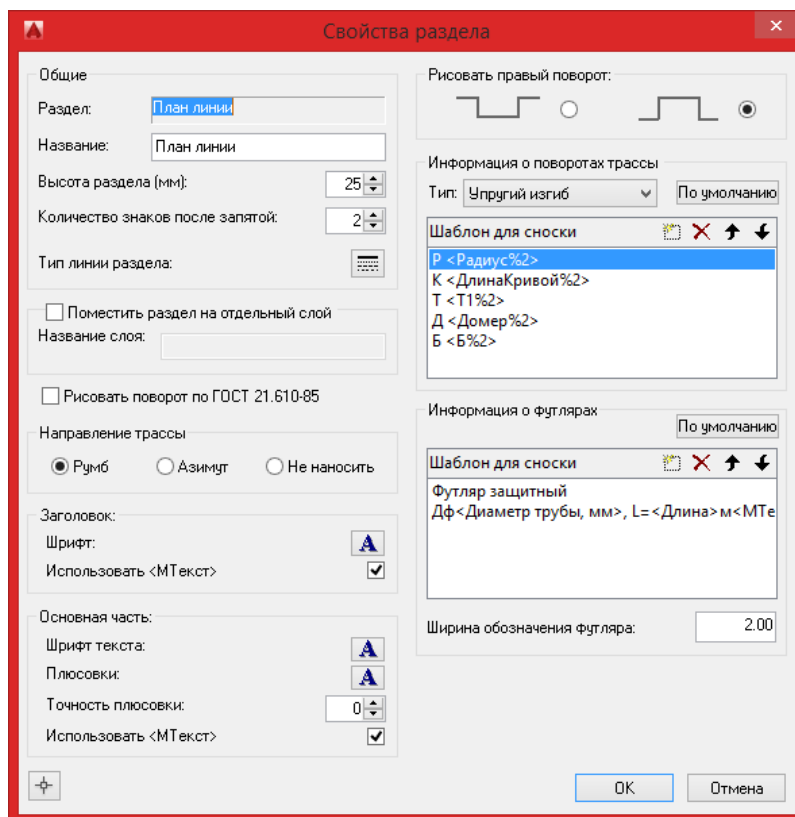 Свойства раздела
Общие
Раздел: План линии
Название: План линии
Высота раздела (мм): 25
Количество знаков после запятой: 2
Тип линии раздела:
Поместить раздел на отдельный слой
Название слоя:
Рисовать поворот по ГОСТ 21.610-85
Направление трассы
Румб Азимут Не наносить
Заголовок:
Шрифт: A
Использовать <МТекст>
Основная часть:
Шрифт текста: A
Плюсовки: A
Точность плюсовки: 0
Использовать <МТекст>
Рисовать правый поворот:
Информация о поворотах трассы
Тип: Упругий изгиб По умолчанию
Шаблон для сноски
Р <Радиус%2>
К <ДлинаКривой%2>
Т <Т1%2>
Д <Домер%2>
Б <Б%2>
Информация о футлярах
По умолчанию
Шаблон для сноски
Футляр защитный
Дф<Диаметр трубы, мм>, L=<Длина>м<МТе
Ширина обозначения футляра: 2.00
OK Отмена